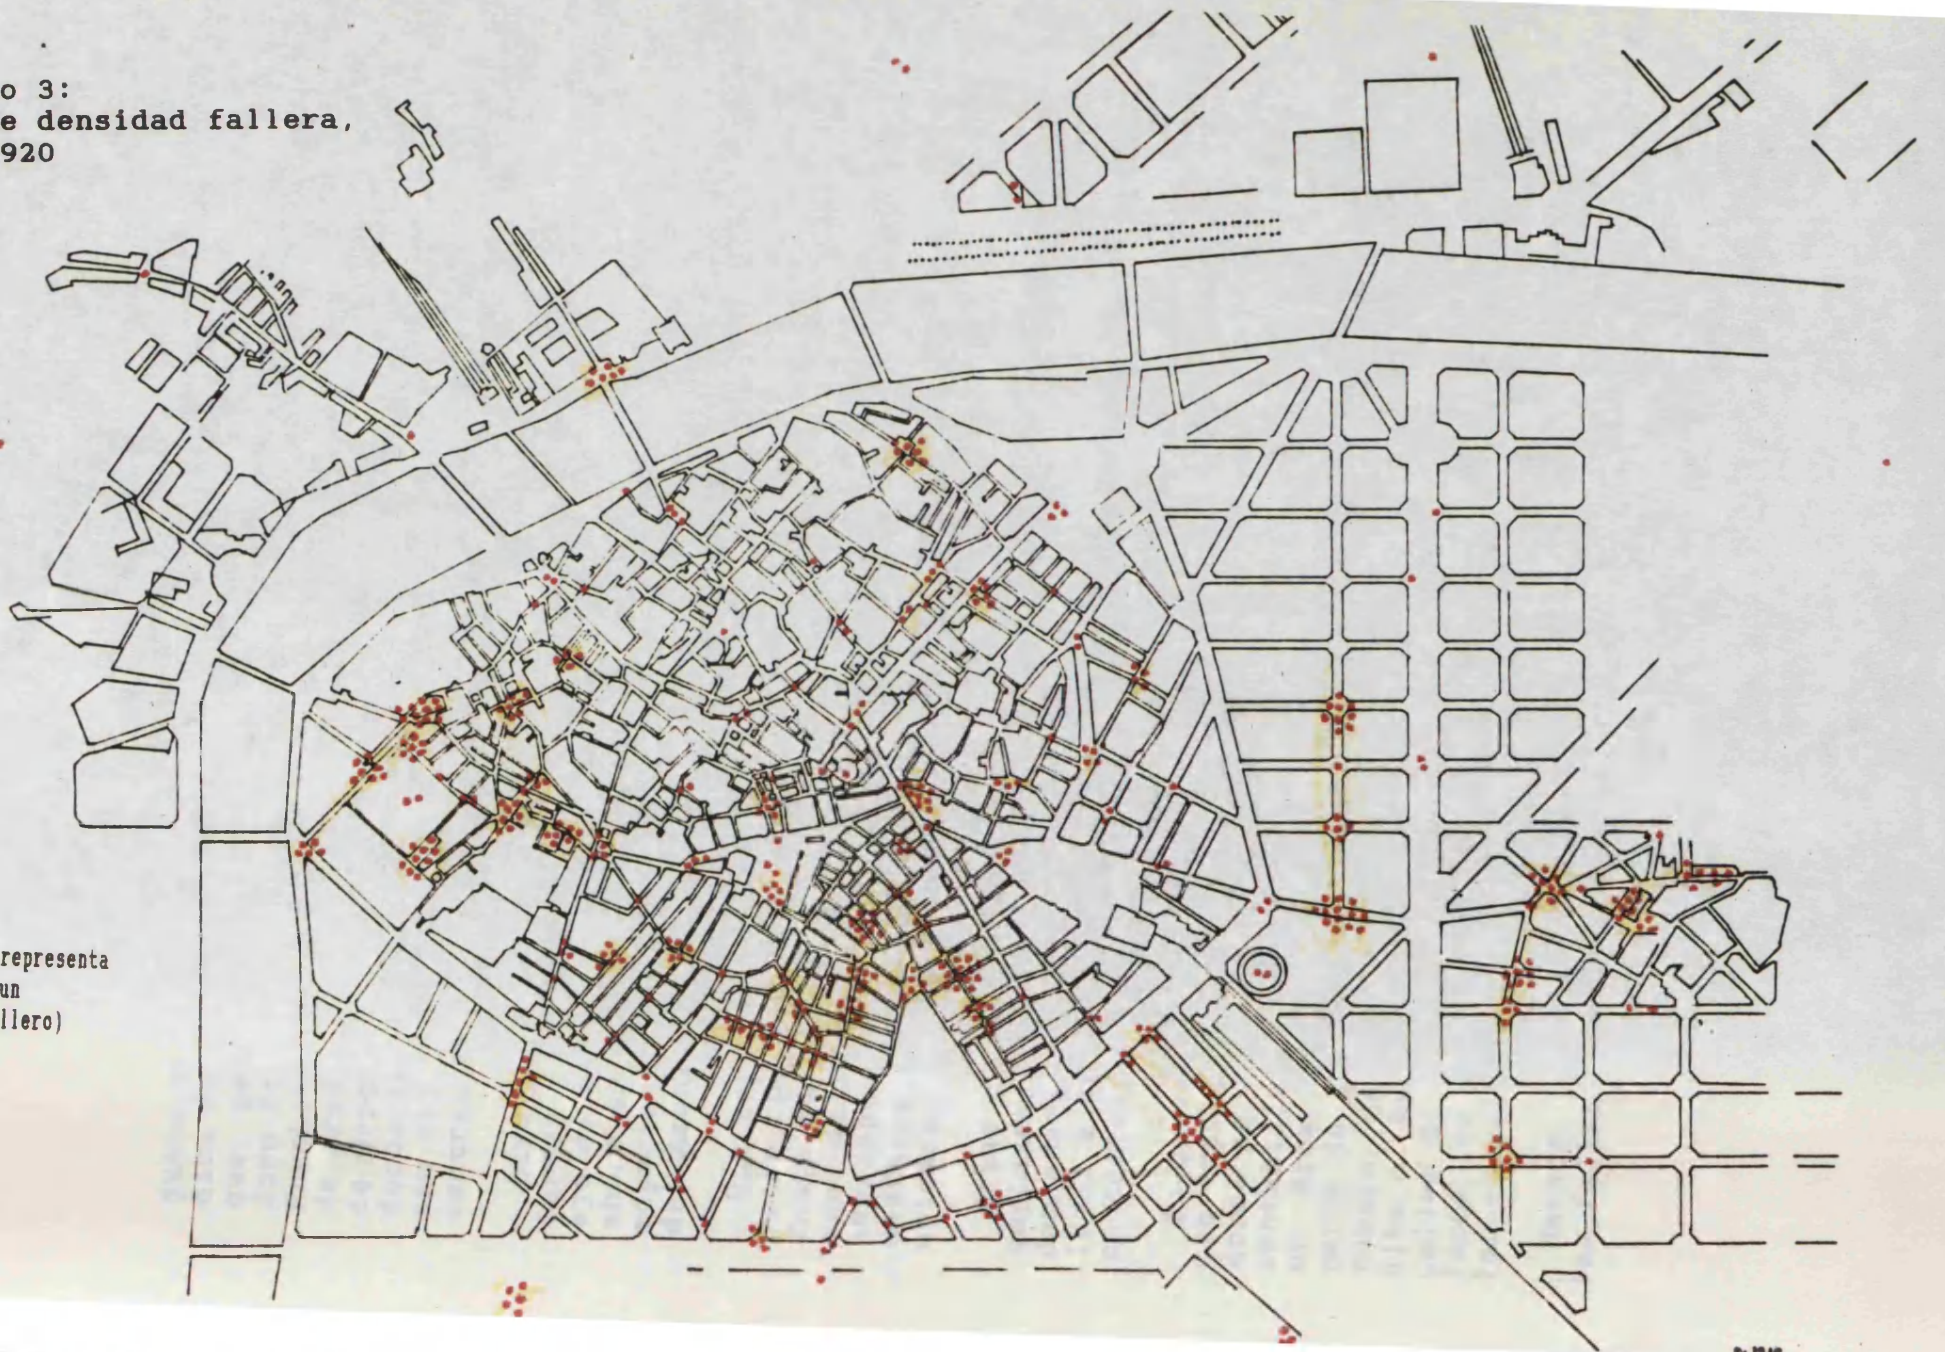 o 3:
e densidad fallera,
920
representa
un
llero)